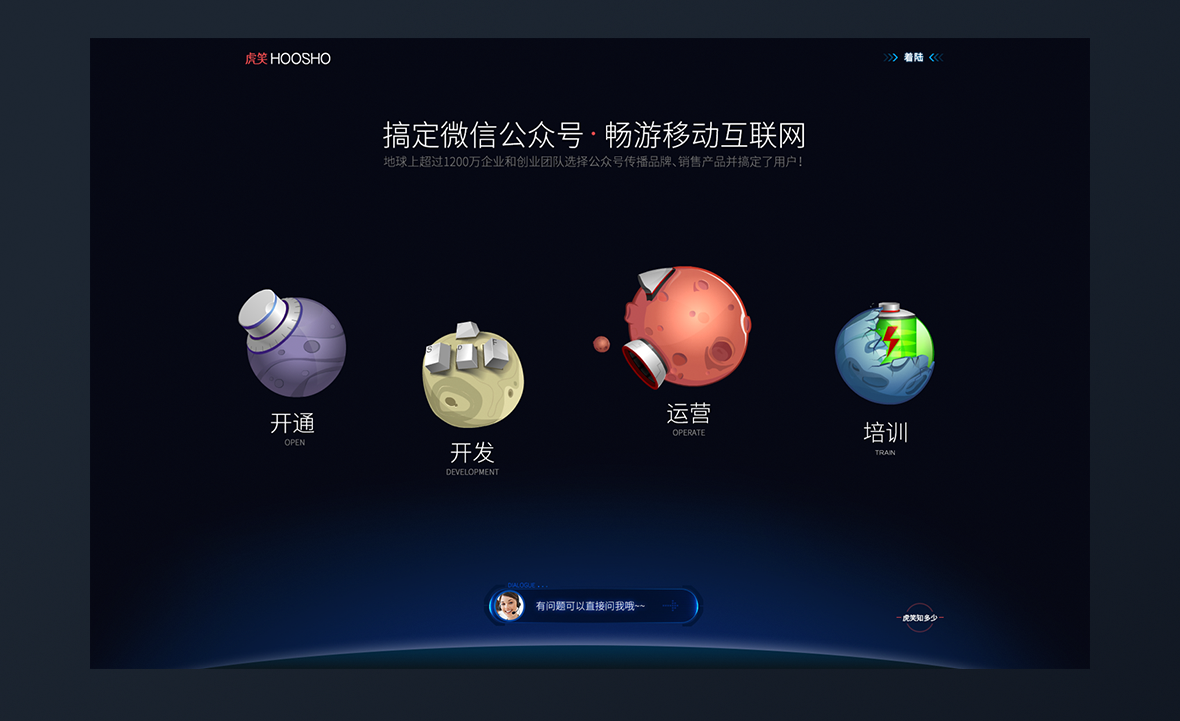 虎笑 HOOSHO
着陆
搞定微信公众号·畅游移动互联网
地球上超过1200万企业和创业团队选择公众号传播品牌、销售产品并搞定了用户!
S O F
开通
OPEN
开发
DEVELOPMENT
运营
OPERATE
培训
TRAIN
DIALOGUE...
有问题可以直接问我哦~~
虎笑知多少